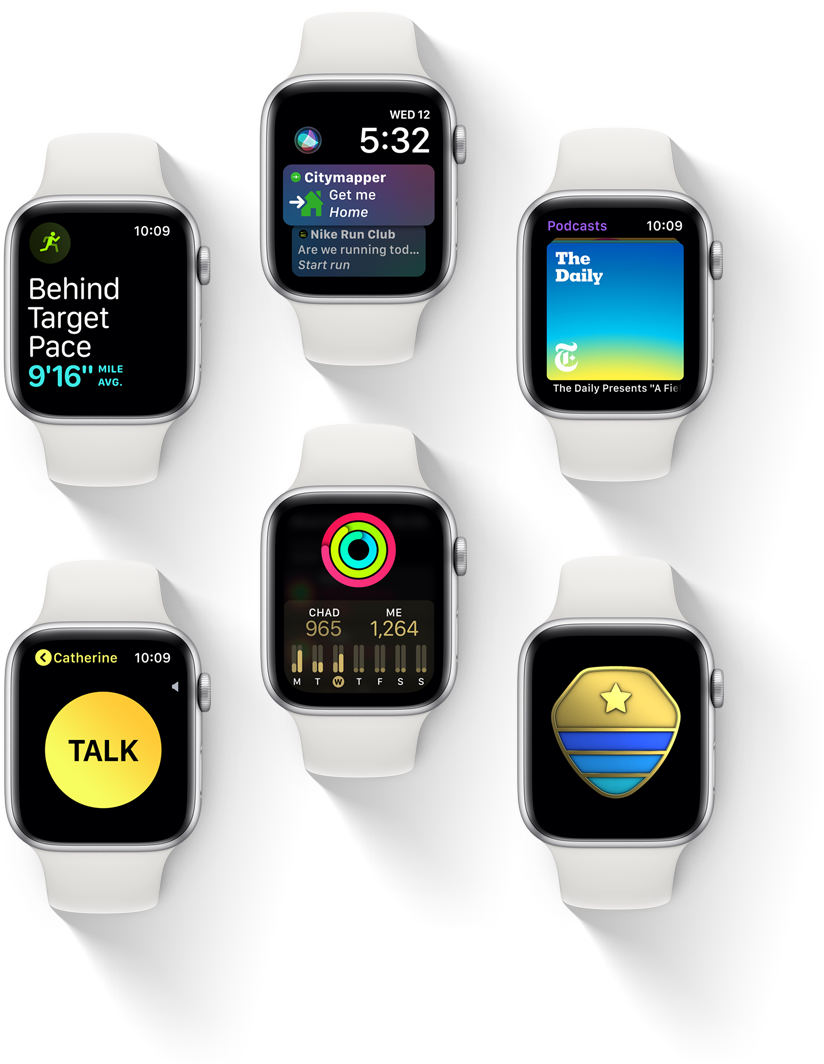 WED 12
5:32
Citymapper
Get me
Home
Nike Run Club
Are we running tod...
Start run
10:09
Behind
Target
Pace
9'16" MILE
AVG.
Podcasts 10:09
The
Daily
T
The Daily Presents "A Fie
CHAD ME
965 1,264
M T W T F S S
Catherine 10:09
TALK